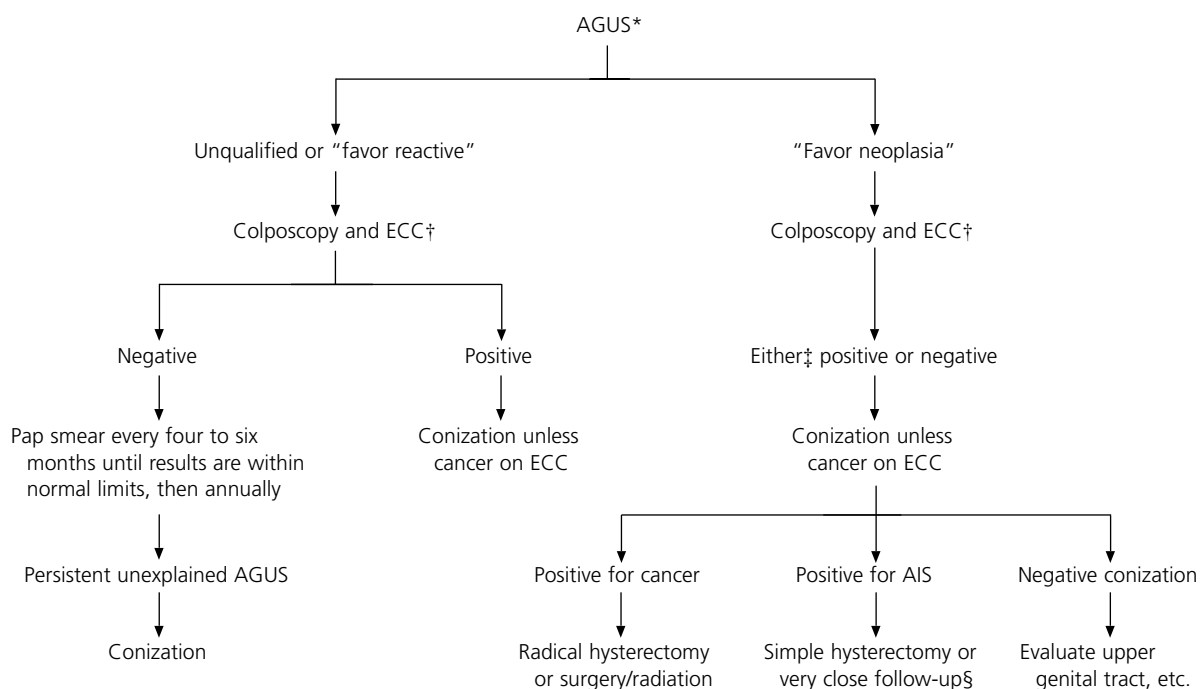 AGUS*
Unqualified or “favor reactive”
“Favor neoplasia”
Colposcopy and ECC†
Colposcopy and ECC†
Negative
Positive
Either‡ positive or negative
Pap smear every four to six
months until results are within
normal limits, then annually
Conization unless
cancer on ECC
Conization unless
cancer on ECC
Persistent unexplained AGUS
Positive for cancer
Positive for AIS
Negative conization
Conization
Radical hysterectomy
or surgery/radiation
Simple hysterectomy or
very close follow-up§
Evaluate upper
genital tract, etc.